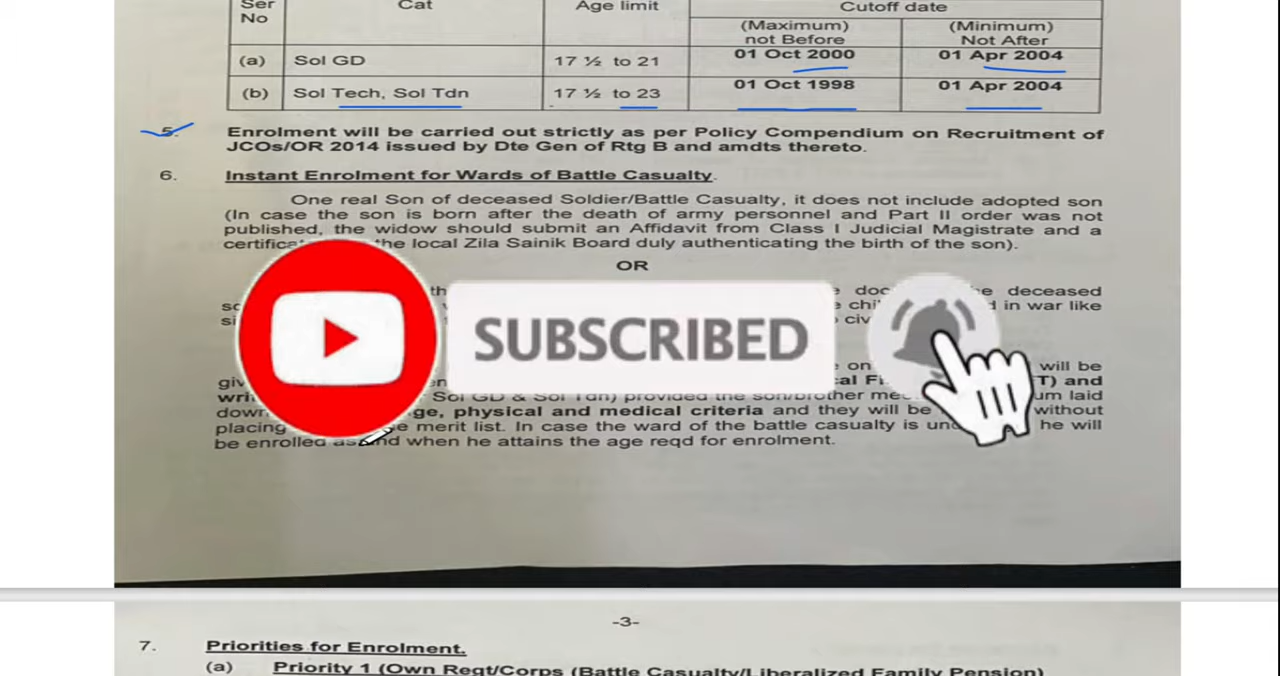 Ser No Cat Age limit Cutoff date
(Maximum) not Before (Minimum) Not After
(a) Sol GD 17 ½ to 21 01 Oct 2000 01 Apr 2004
(b) Sol Tech, Sol Tdn 17 ½ to 23 01 Oct 1998 01 Apr 2004
5. Enrolment will be carried out strictly as per Policy Compendium on Recruitment of
JCOs/OR 2014 issued by Dte Gen of Rtg B and amdts thereto.
6. Instant Enrolment for Wards of Battle Casualty.
One real Son of deceased Soldier/Battle Casualty, it does not include adopted son
(In case the son is born after the death of army personnel and Part II order was not
published, the widow should submit an Affidavit from Class I Judicial Magistrate and a
the local Zila Sainik Board duly authenticating the birth of the son).
OR
deceased
in war like
SUBSCRIBED
on will be
T) and
Sol GD & Sol Tdn) provided the son/brother laid
physical and medical criteria and they will be without
placing merit list. In case the ward of the battle casualty is he will
be enrolled as and when he attains the age reqd for enrolment.
-3-
7. Priorities for Enrolment.
(a) Priority 1 (Own Regt/Corps (Battle Casualty/Liberalized Family Pension)